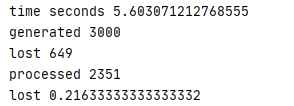 time seconds 5.603071212768555
generated 3000
lost 649
processed 2351
lost 0.21633333333333332